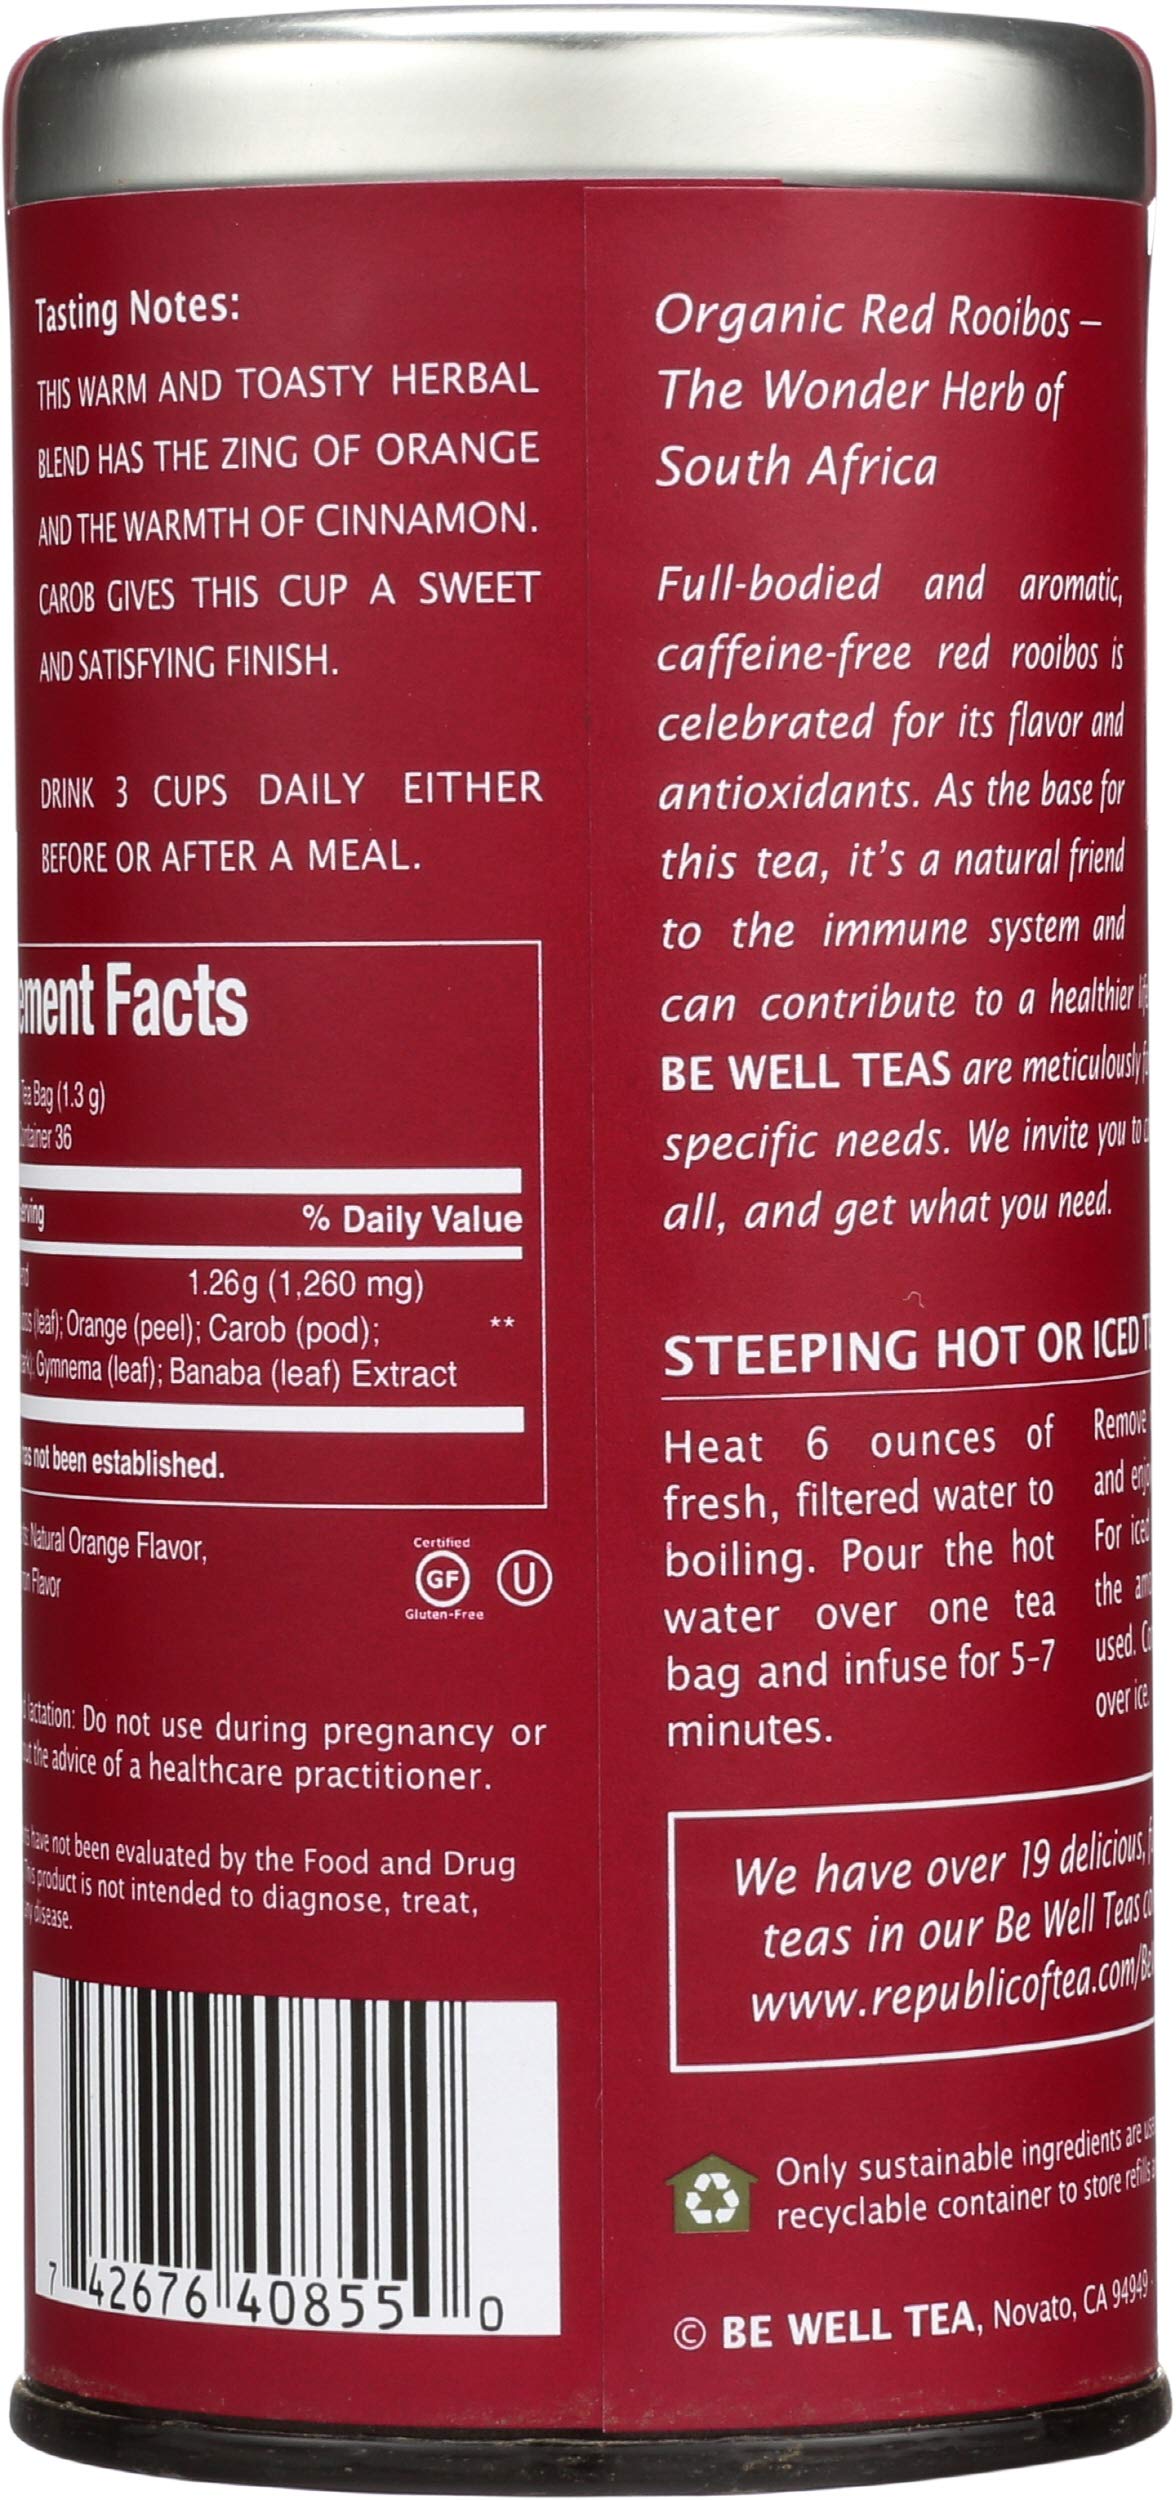 Tasting Notes:
THIS WARM AND TOASTY HERBAL
BLEND HAS THE ZING OF ORANGE
AND THE WARMTH OF CINNAMON.
CAROB GIVES THIS CUP A SWEET
AND SATISFYING FINISH.
DRINK 3 CUPS DAILY EITHER
BEFORE OR AFTER A MEAL.
Facts
Tea Bag (1.3 g)
36
% Daily Value
1.26g (1,260 mg)
(leaf); Orange (peel); Carob (pod); **
Gymnema (leaf); Banaba (leaf) Extract
not been established.
Natural Orange Flavor,
Flavor
Certified
GF
Gluten-Free
U
lactation: Do not use during pregnancy or
the advice of a healthcare practitioner.
have not been evaluated by the Food and Drug
This product is not intended to diagnose, treat,
disease.
7 42676 40855 0
Organic Red Rooibos –
The Wonder Herb of
South Africa
Full-bodied and aromatic,
caffeine-free red rooibos is
celebrated for its flavor and
antioxidants. As the base for
this tea, it's a natural friend
to the immune system and
can contribute to a healthier
BE WELL TEAS are meticulously
specific needs. We invite you to
all, and get what you need.
STEEPING HOT OR ICED
Heat 6 ounces of
fresh, filtered water to
boiling. Pour the hot
water over one tea
bag and infuse for 5-7
minutes.
Remove
and
For iced
the
used.
over ice.
We have over 19 delicious,
teas in our Be Well Teas
www.republicoftea.com/Be
Only sustainable ingredients are
recyclable container to store refills
© BE WELL TEA, Novato, CA 94949